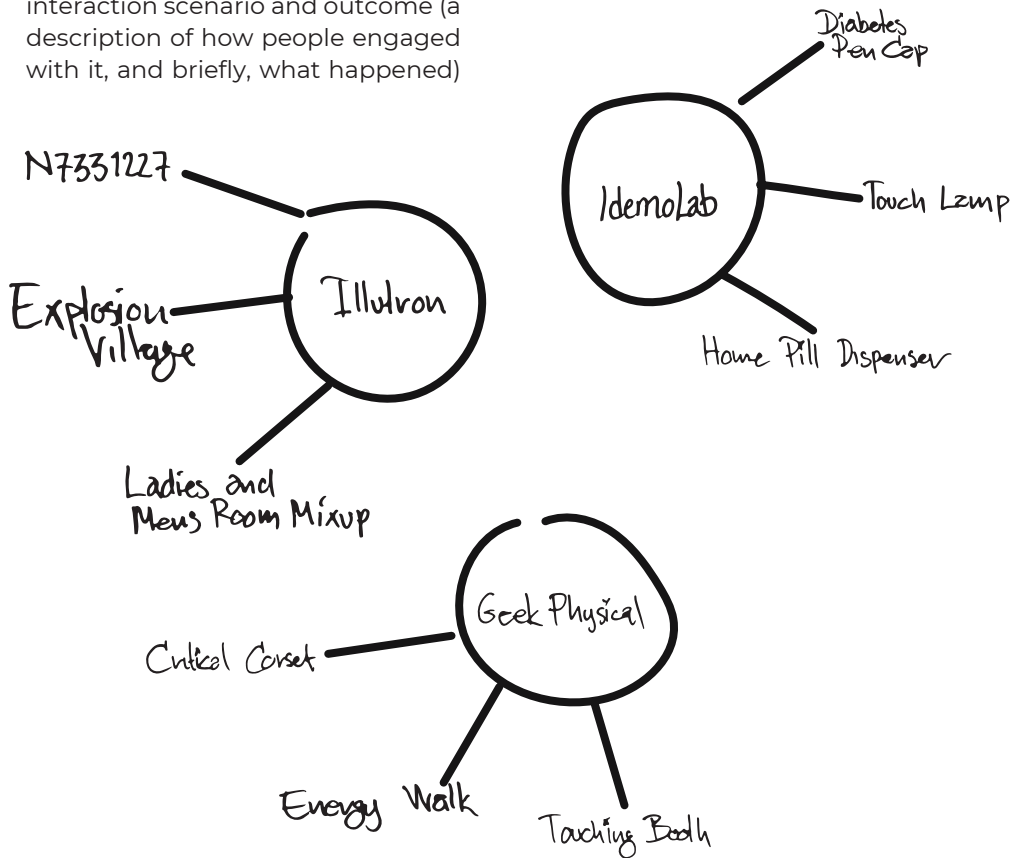 interaction scenario and outcome (a
description of how people engaged
with it, and briefly, what happened)
Diabetes
Pen Cap
N7331227
IdemoLab
Touch Lamp
Explosion
Village
Illutron
Home Pill Dispenser
Ladies and
Mens Room Mixup
Geek Physical
Critical Corset
Energy Walk
Touching Booth